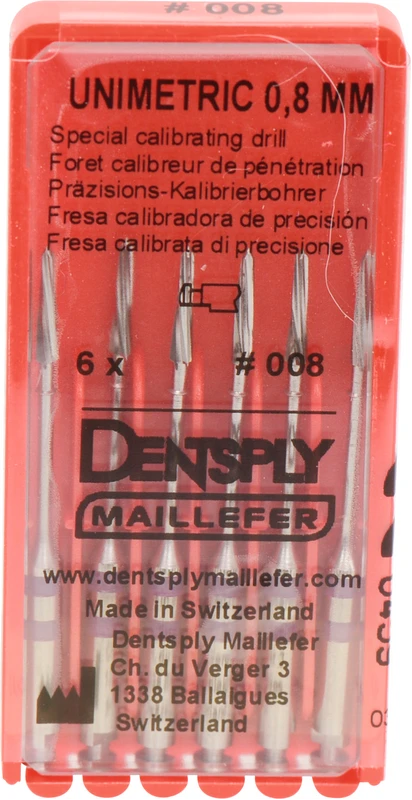 # 008
UNIMETRIC 0,8 MM
Special calibrating drill
Foret calibreur de pénétration
Präzisions-Kalibrierbohrer
Fresa calibradora de precisión
Fresa calibrata di precisione
6 x # 008
DENTSPLY
MAILLEFER
www.dentsplymaillefer.com
Made in Switzerland
Dentsply Maillefer
Ch. du Verger 3
1338 Ballaigues
Switzerland